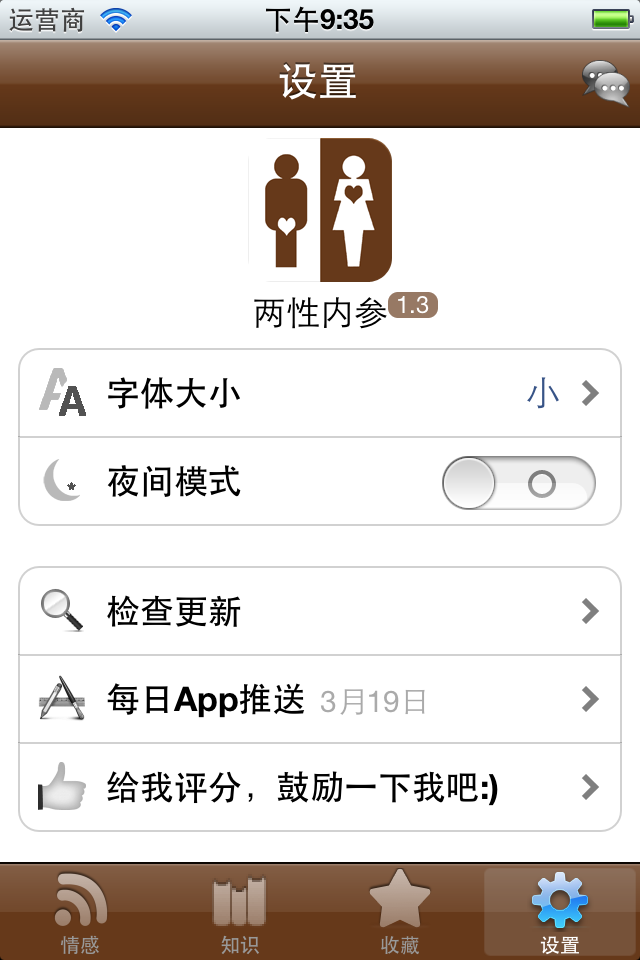 运营商 下午9:35
设置
两性内参 1.3
字体大小 小
夜间模式
检查更新
每日App推送 3月19日
给我评分，鼓励一下我吧:)
情感 知识 收藏 设置